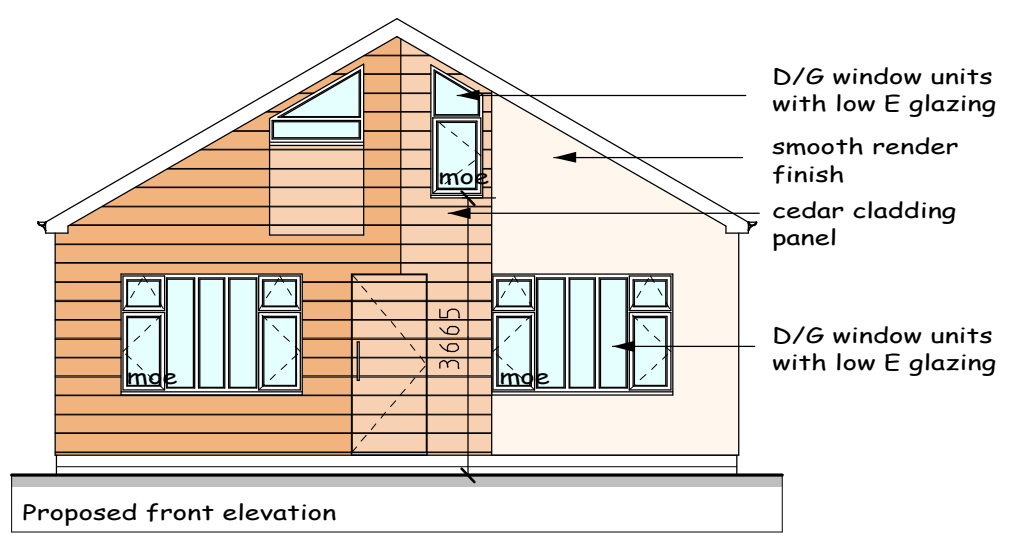 D/G window units
with low E glazing
smooth render
finish
moe
cedar cladding
panel
3665
D/G window units
with low E glazing
moe
moe
Proposed front elevation